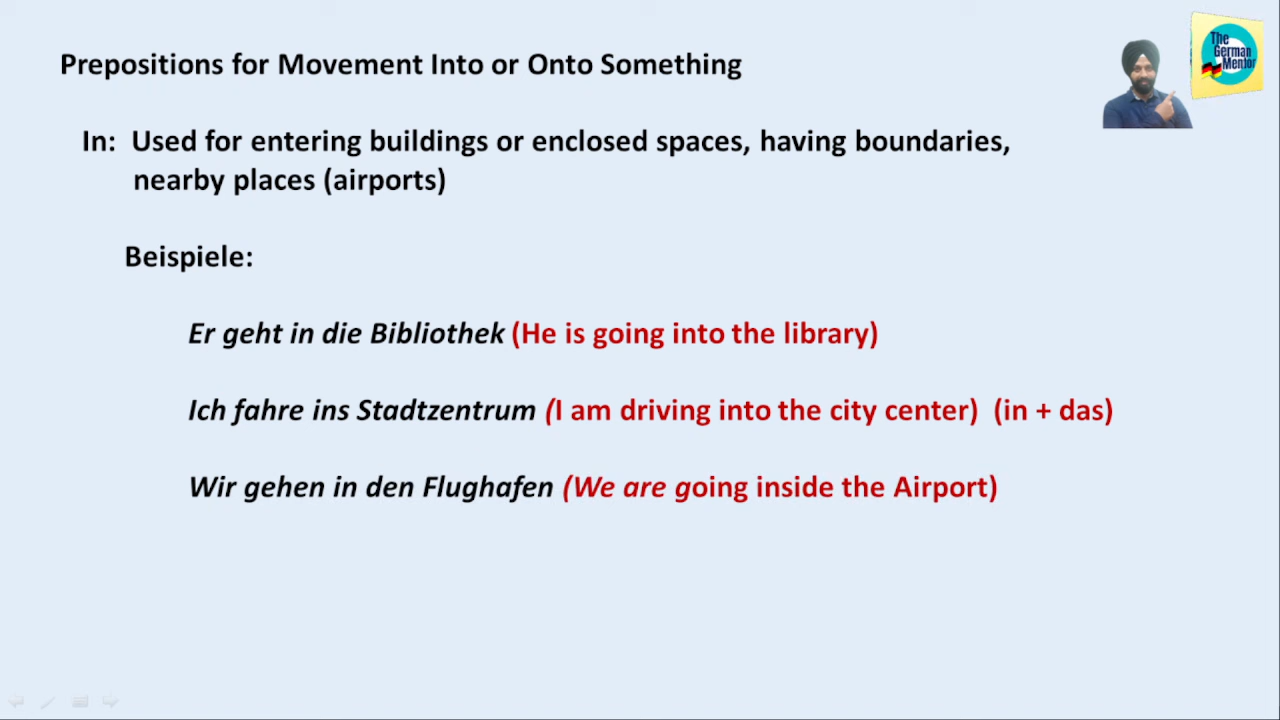 Prepositions for Movement Into or Onto Something
The
German
Mentor
In: Used for entering buildings or enclosed spaces, having boundaries,
nearby places (airports)
Beispiele:
Er geht in die Bibliothek (He is going into the library)
Ich fahre ins Stadtzentrum (I am driving into the city center) (in + das)
Wir gehen in den Flughafen (We are going inside the Airport)